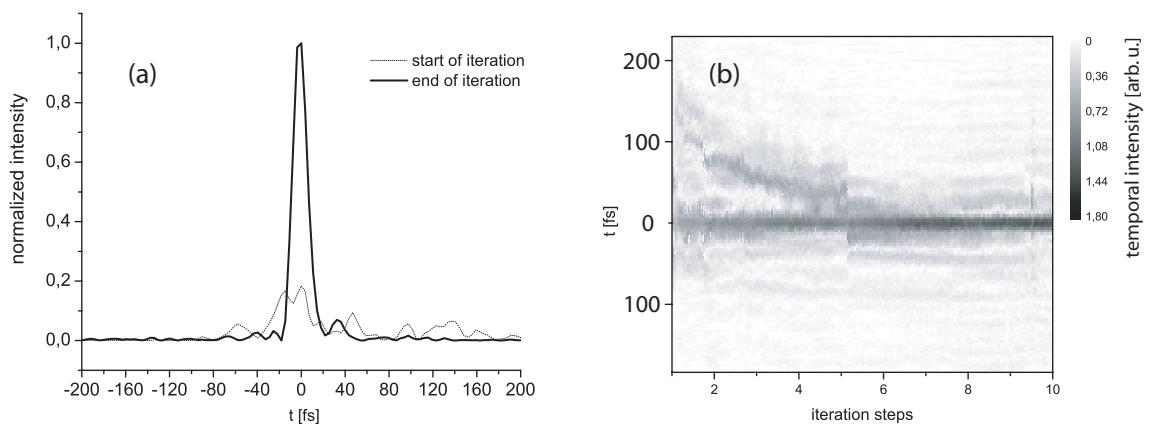 (a)
start of iteration
end of iteration
normalized intensity
1,0
0,8
0,6
0,4
0,2
0,0
-200 -160 -120 -80 -40 0 40 80 120 160 200
t [fs]
(b)
t [fs]
200
100
0
100
2 4 6 8 10
iteration steps
0
0,36
0,72
1,08
1,44
1,80
temporal intensity [arb. u.]